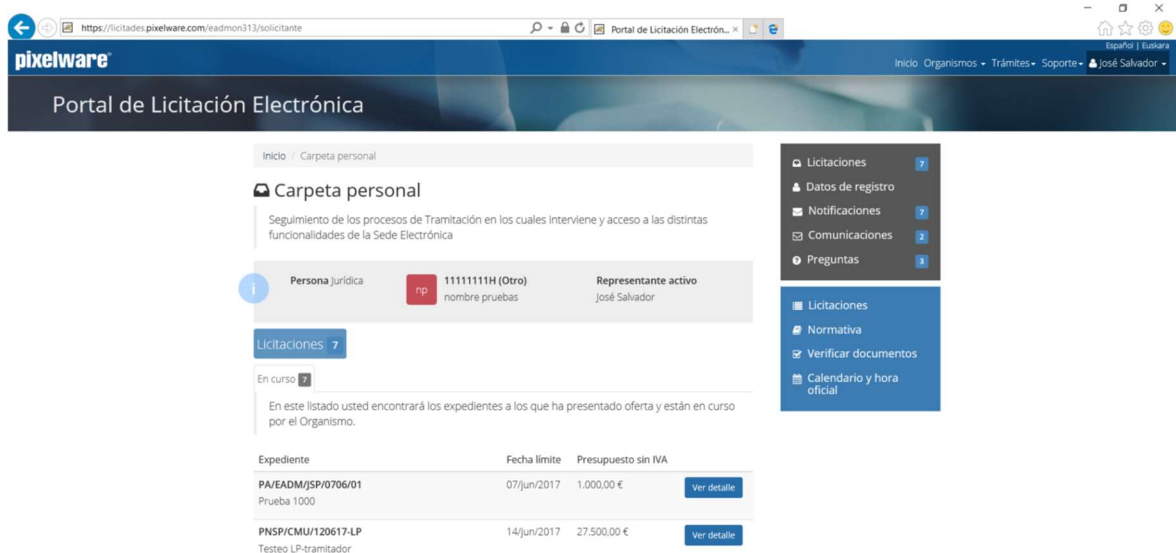 https://licitades.pixelware.com/eadmon313/solicitante
Portal de Licitación Electrón...
Español | Euskara
pixelware
Inicio Organismos Trámites Soporte José Salvador
Portal de Licitación Electrónica
Inicio / Carpeta personal
Carpeta personal
Seguimiento de los procesos de Tramitación en los cuales interviene y acceso a las distintas
funcionalidades de la Sede Electrónica
i
Persona Jurídica
np
11111111H (Otro)
nombre pruebas
Representante activo
José Salvador
Licitaciones 7
En curso 7
En este listado usted encontrará los expedientes a los que ha presentado oferta y están en curso
por el Organismo.
Expediente Fecha límite Presupuesto sin IVA
PA/EADM/JSP/0706/01 07/jun/2017 1.000,00 € Ver detalle
Prueba 1000
PNSP/CMU/120617-LP 14/jun/2017 27.500,00 € Ver detalle
Testeo LP-tramitador
Licitaciones 7
Datos de registro
Notificaciones 7
Comunicaciones 2
Preguntas 3
Licitaciones
Normativa
Verificar documentos
Calendario y hora
oficial